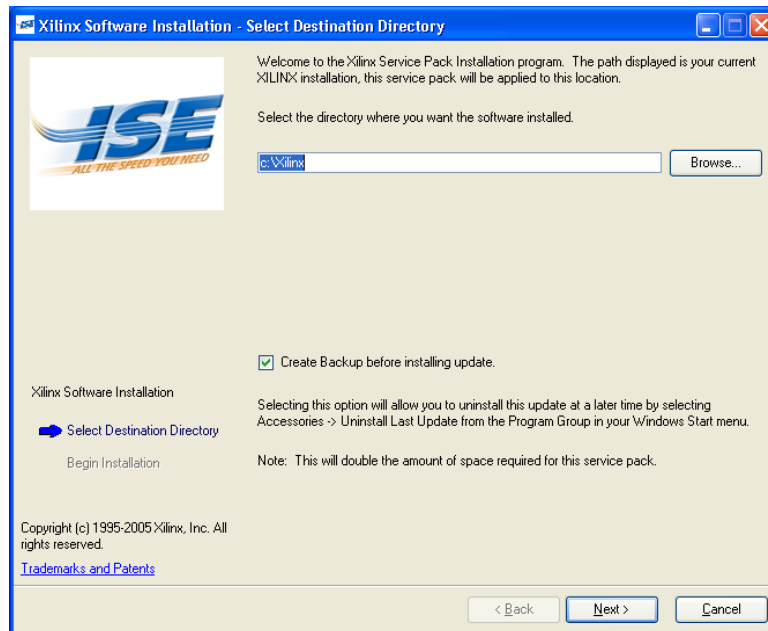 Xilinx Software Installation - Select Destination Directory
ISE
ALL THE SPEED YOU NEED
Welcome to the Xilinx Service Pack Installation program. The path displayed is your current
XILINX installation, this service pack will be applied to this location.
Select the directory where you want the software installed.
c:\Xilinx
Browse...
Create Backup before installing update.
Selecting this option will allow you to uninstall this update at a later time by selecting
Accessories -> Uninstall Last Update from the Program Group in your Windows Start menu.
Note: This will double the amount of space required for this service pack.
Xilinx Software Installation
Select Destination Directory
Begin Installation
Copyright (c) 1995-2005 Xilinx, Inc. All
rights reserved.
Trademarks and Patents
< Back
Next >
Cancel